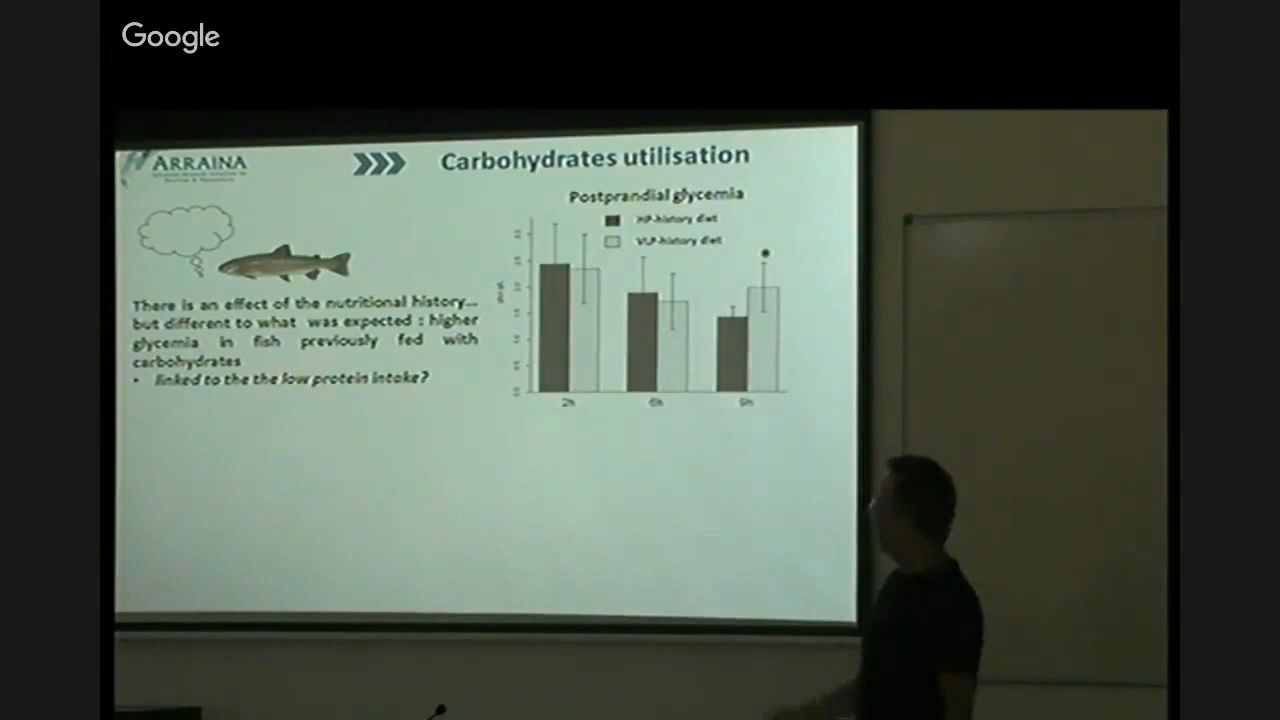 Google
ARRAINA
Carbohydrates utilisation
Postprandial glycemia
HP-history diet
VLP-history diet
There is an effect of the nutritional history...
but different to what was expected : higher
glycemia in fish previously fed with
carbohydrates
• linked to the the low protein intake?
2h
6h
9h